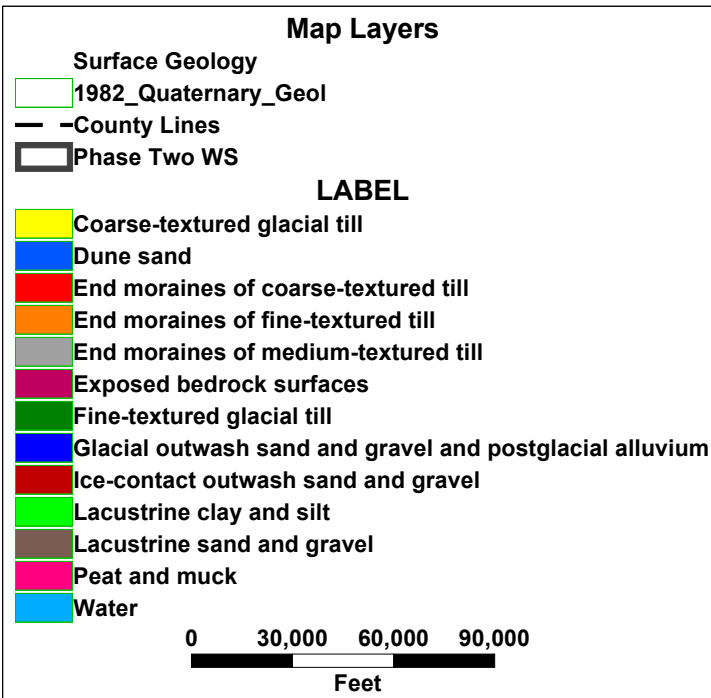 Map Layers
Surface Geology
1982_Quaternary_Geol
County Lines
Phase Two WS
LABEL
Coarse-textured glacial till
Dune sand
End moraines of coarse-textured till
End moraines of fine-textured till
End moraines of medium-textured till
Exposed bedrock surfaces
Fine-textured glacial till
Glacial outwash sand and gravel and postglacial alluvium
Ice-contact outwash sand and gravel
Lacustrine clay and silt
Lacustrine sand and gravel
Peat and muck
Water
0 30,000 60,000 90,000
Feet